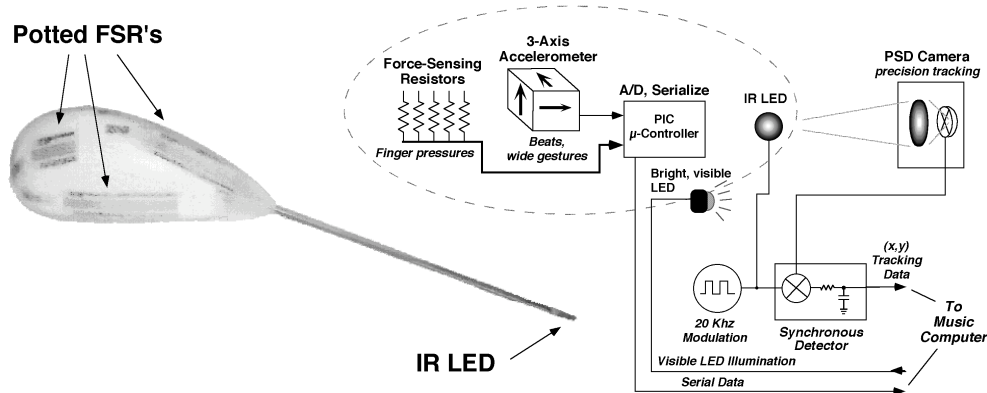 Potted FSR's
IR LED
Force-Sensing
Resistors
Finger pressures
3-Axis
Accelerometer
Beats,
wide gestures
A/D, Serialize
PIC
µ-Controller
IR LED
Bright, visible
LED
PSD Camera
precision tracking
20 Khz
Modulation
Synchronous
Detector
(x,y)
Tracking
Data
To
Music
Computer
Visible LED Illumination
Serial Data